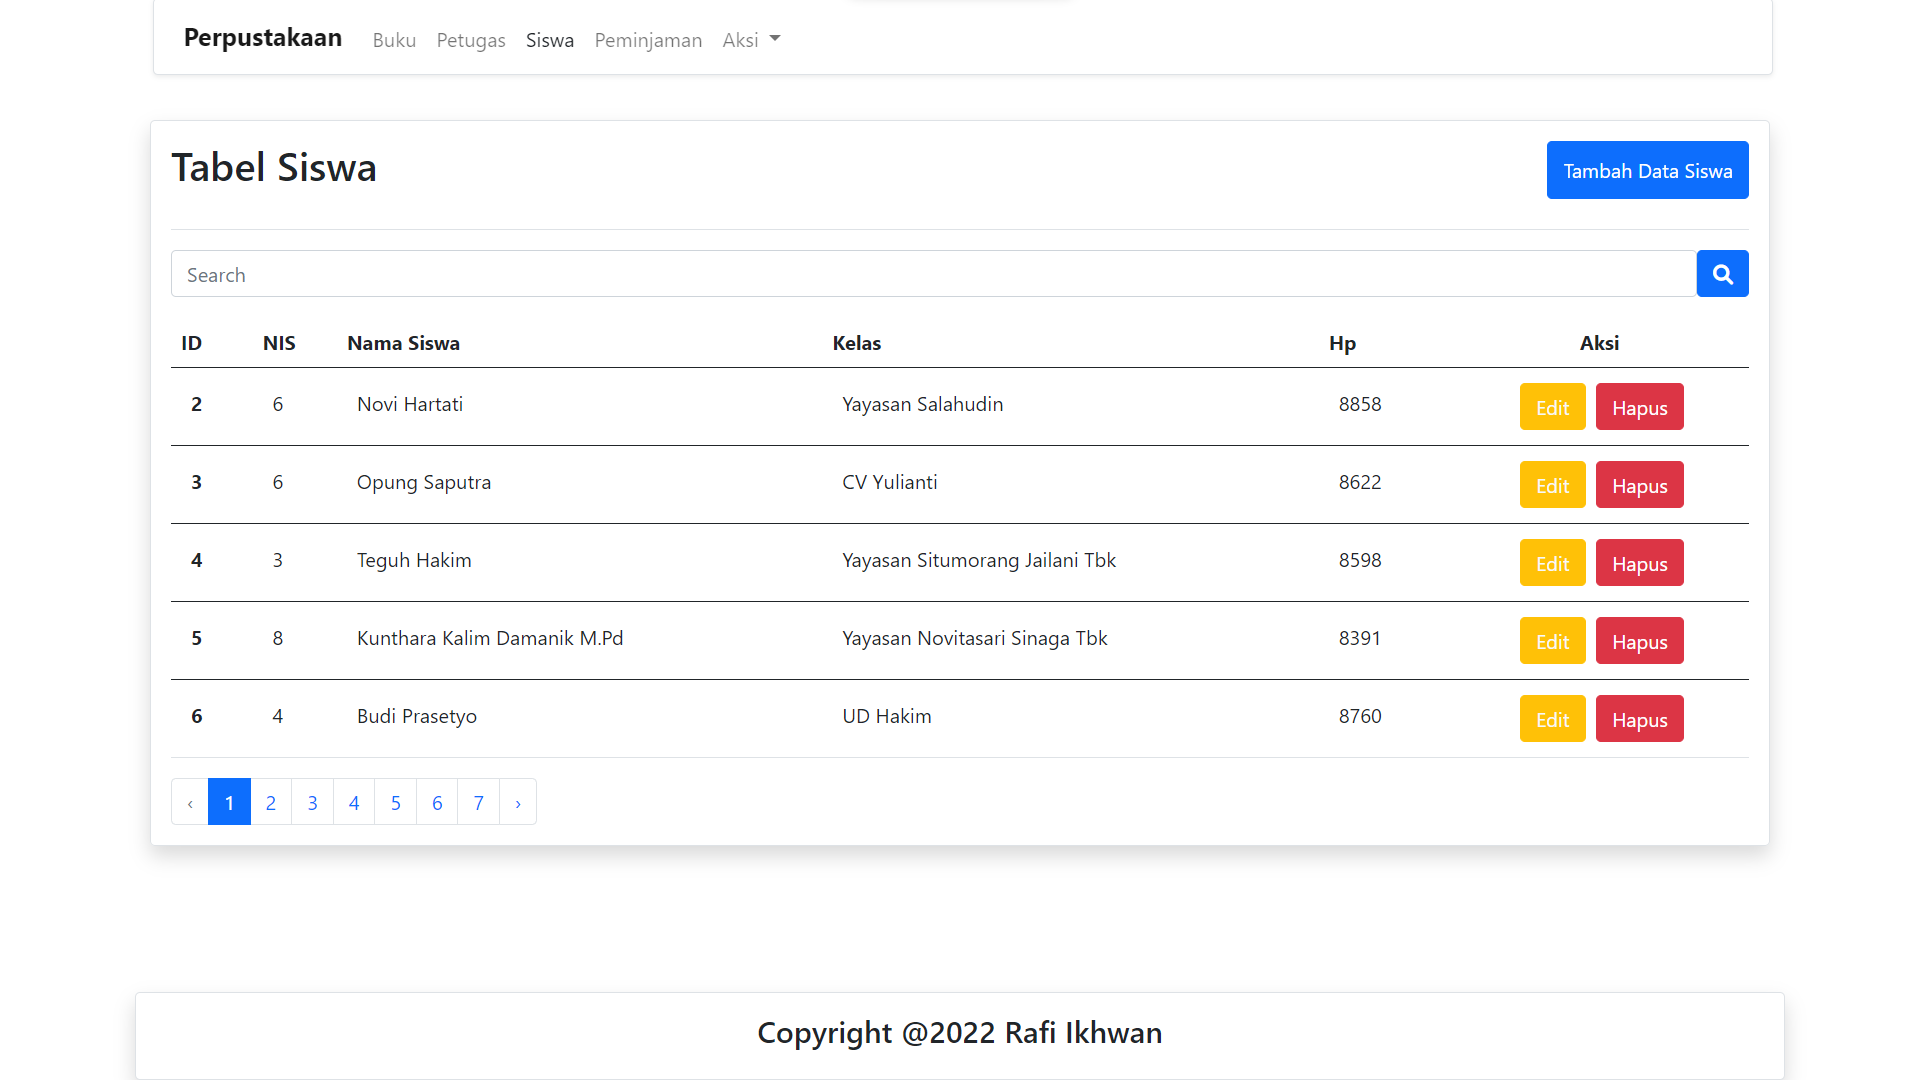 Perpustakaan Buku Petugas Siswa Peminjaman Aksi
Tabel Siswa
Tambah Data Siswa
Search
ID NIS Nama Siswa Kelas Hp Aksi
2 6 Novi Hartati Yayasan Salahudin 8858 Edit Hapus
3 6 Opung Saputra CV Yulianti 8622 Edit Hapus
4 3 Teguh Hakim Yayasan Situmorang Jailani Tbk 8598 Edit Hapus
5 8 Kunthara Kalim Damanik M.Pd Yayasan Novitasari Sinaga Tbk 8391 Edit Hapus
6 4 Budi Prasetyo UD Hakim 8760 Edit Hapus
‹ 1 2 3 4 5 6 7 ›
Copyright @2022 Rafi Ikhwan